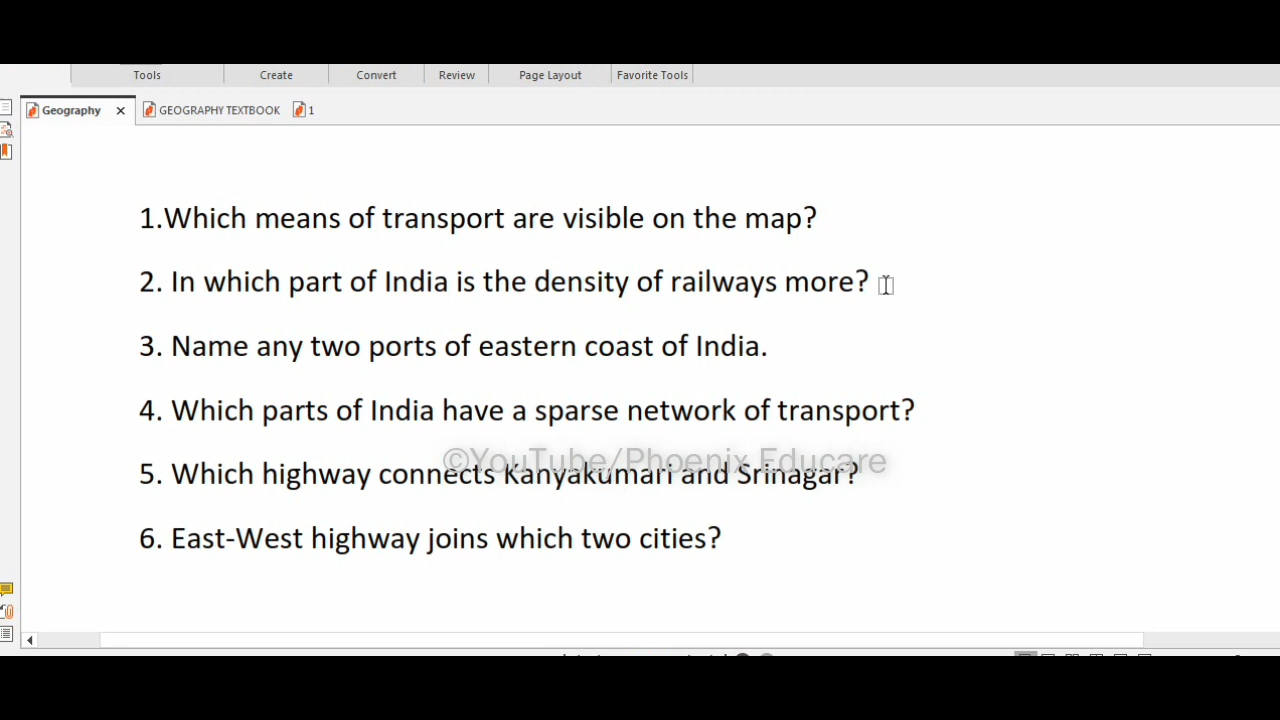 Tools Create Convert Review Page Layout Favorite Tools
Geography GEOGRAPHY TEXTBOOK 1
1.Which means of transport are visible on the map?
2. In which part of India is the density of railways more?
3. Name any two ports of eastern coast of India.
4. Which parts of India have a sparse network of transport?
©YouTube/Phoenix Educare
5. Which highway connects Kanyakumari and Srinagar?
6. East-West highway joins which two cities?